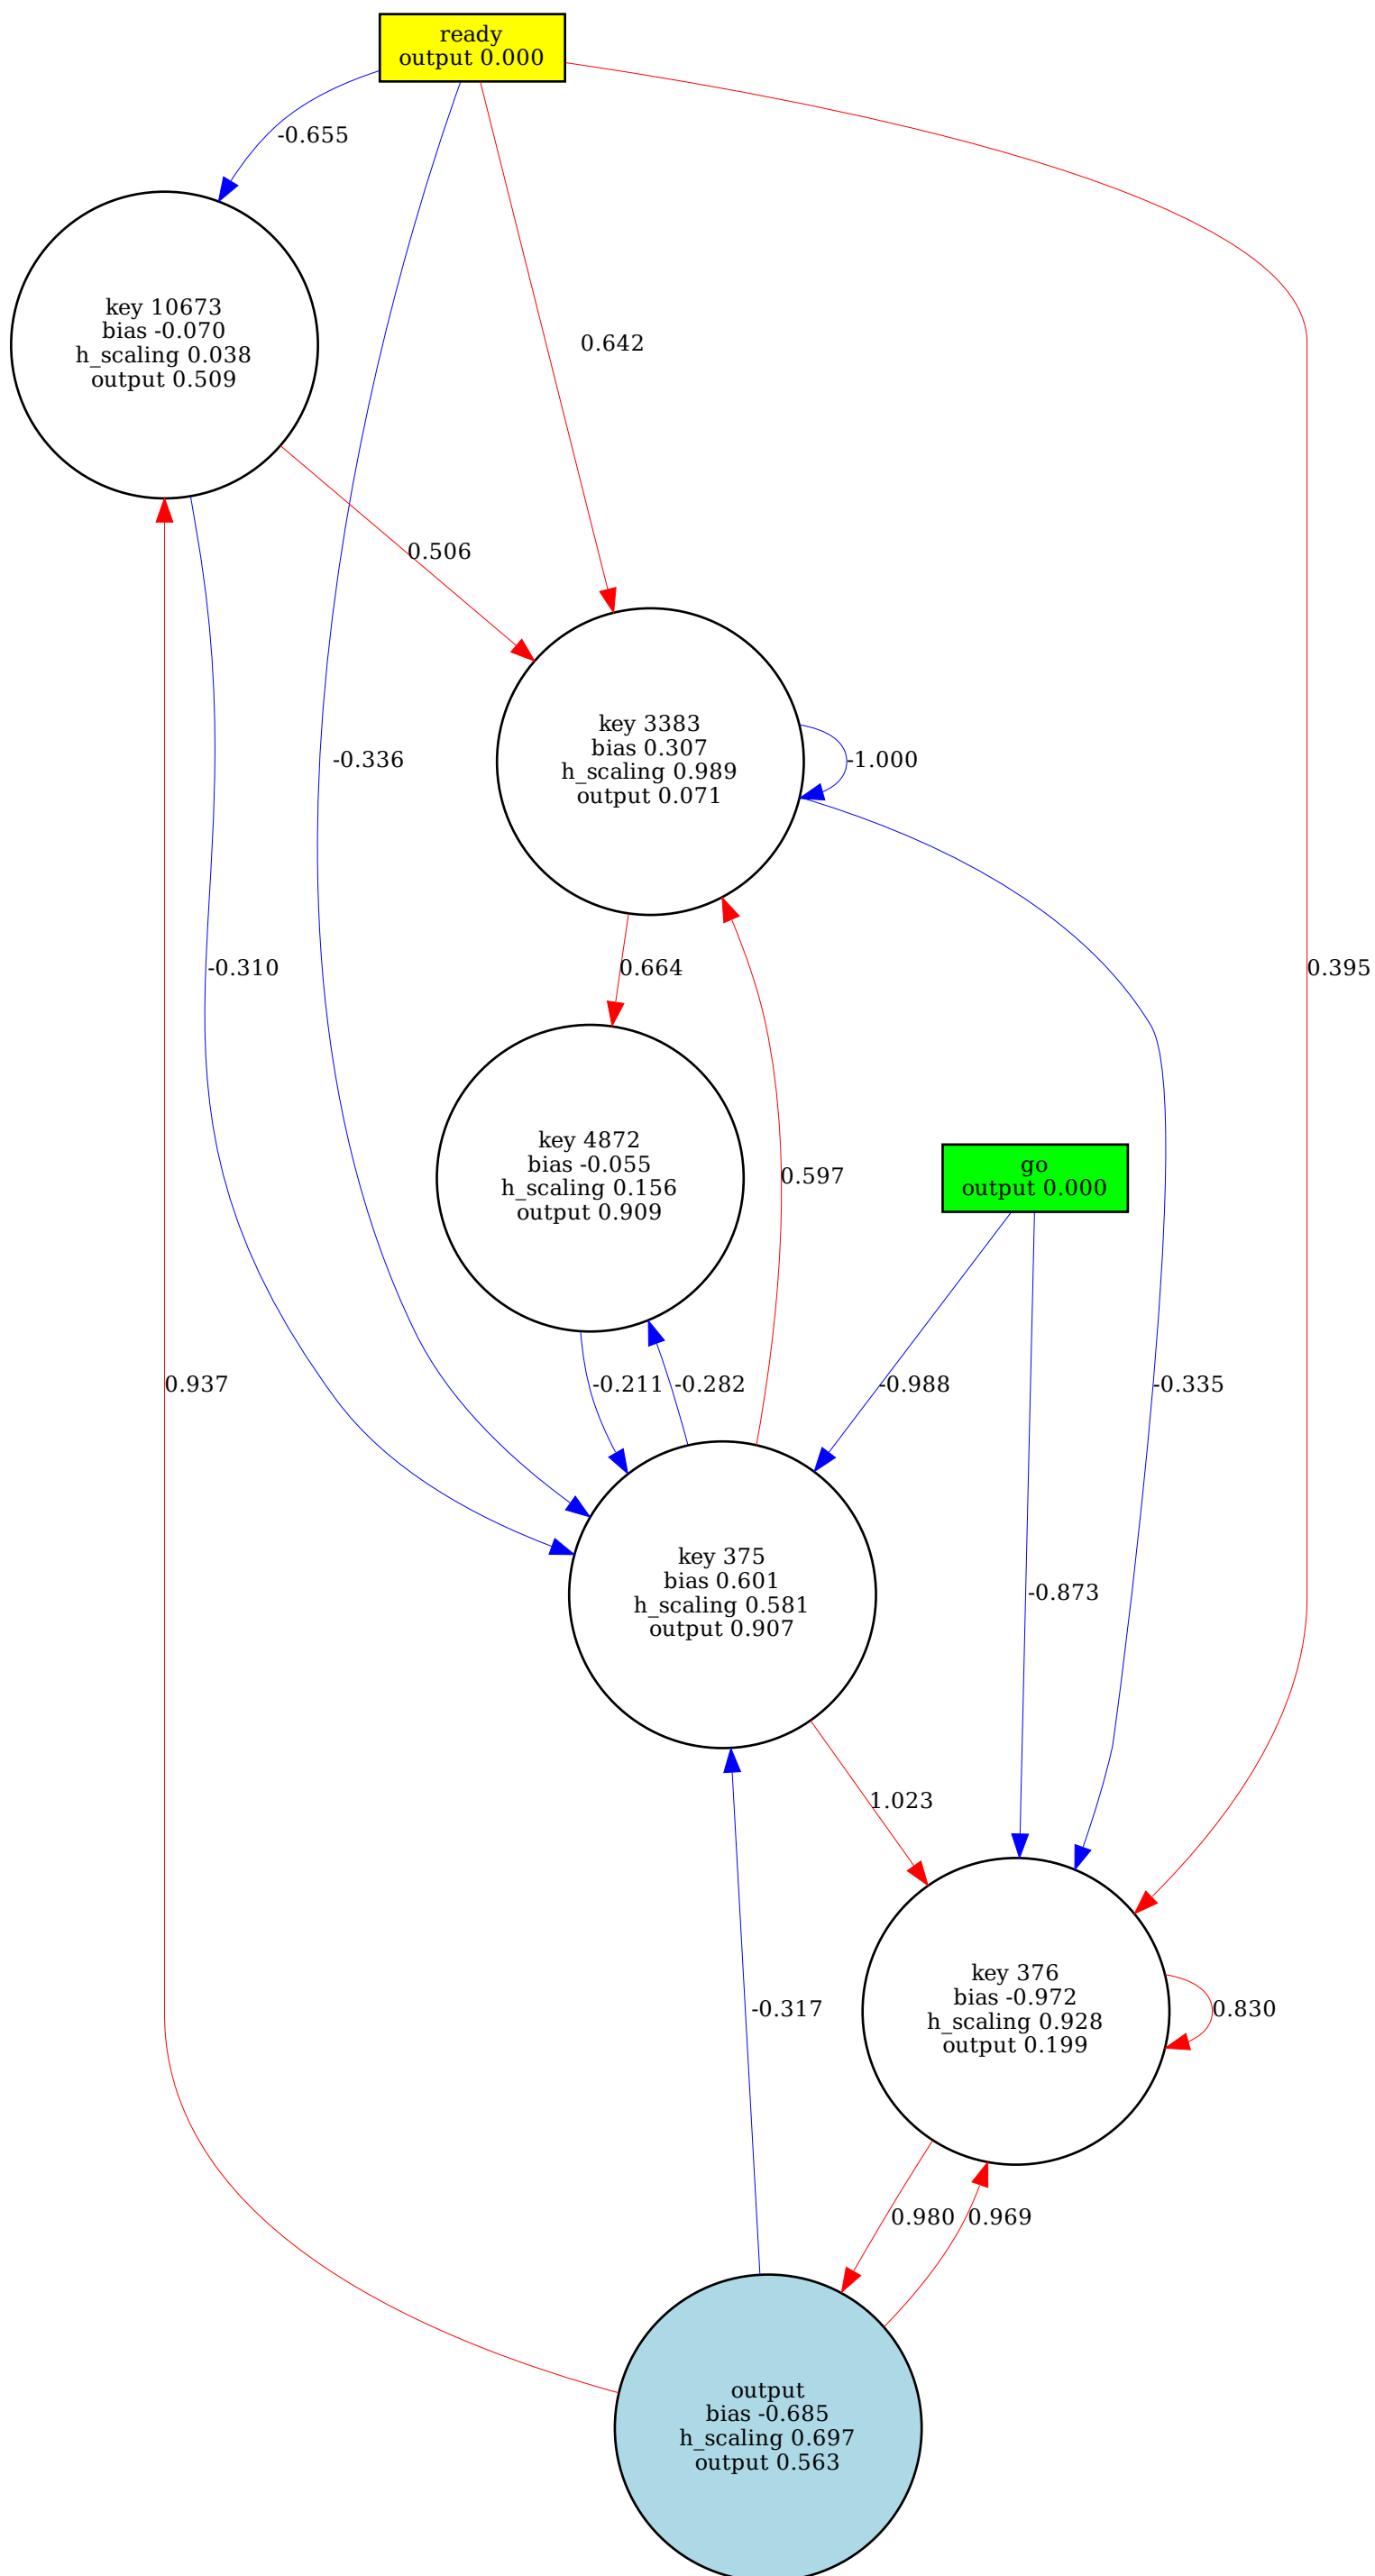 ready
output 0.000
-0.655
key 10673
bias -0.070
h_scaling 0.038
output 0.509
0.642
0.506
key 3383
bias 0.307
h_scaling 0.989
output 0.071
-1.000
-0.336
-0.310
0.664
0.395
key 4872
bias -0.055
h_scaling 0.156
output 0.909
0.597
go
output 0.000
0.937
-0.211
-0.282
-0.988
-0.335
key 375
bias 0.601
h_scaling 0.581
output 0.907
-0.873
1.023
key 376
bias -0.972
h_scaling 0.928
output 0.199
-0.317
0.830
0.980
0.969
output
bias -0.685
h_scaling 0.697
output 0.563